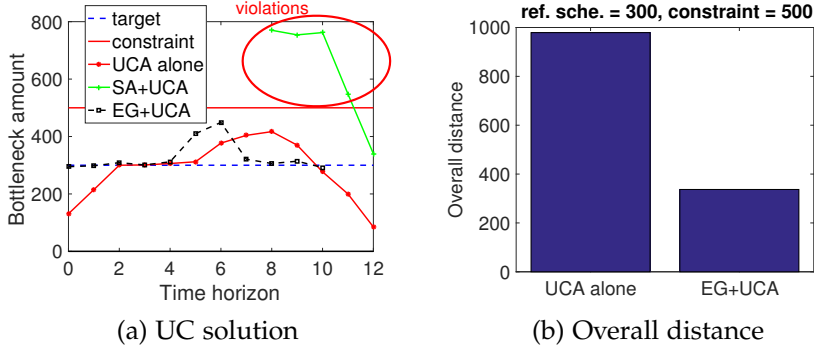 violations
800
600
400
200
0
Bottleneck amount
target
constraint
UCA alone
SA+UCA
EG+UCA
0 2 4 6 8 10 12
Time horizon
(a) UC solution
ref. sche. = 300, constraint = 500
1000
800
600
400
200
0
Overall distance
UCA alone EG+UCA
(b) Overall distance